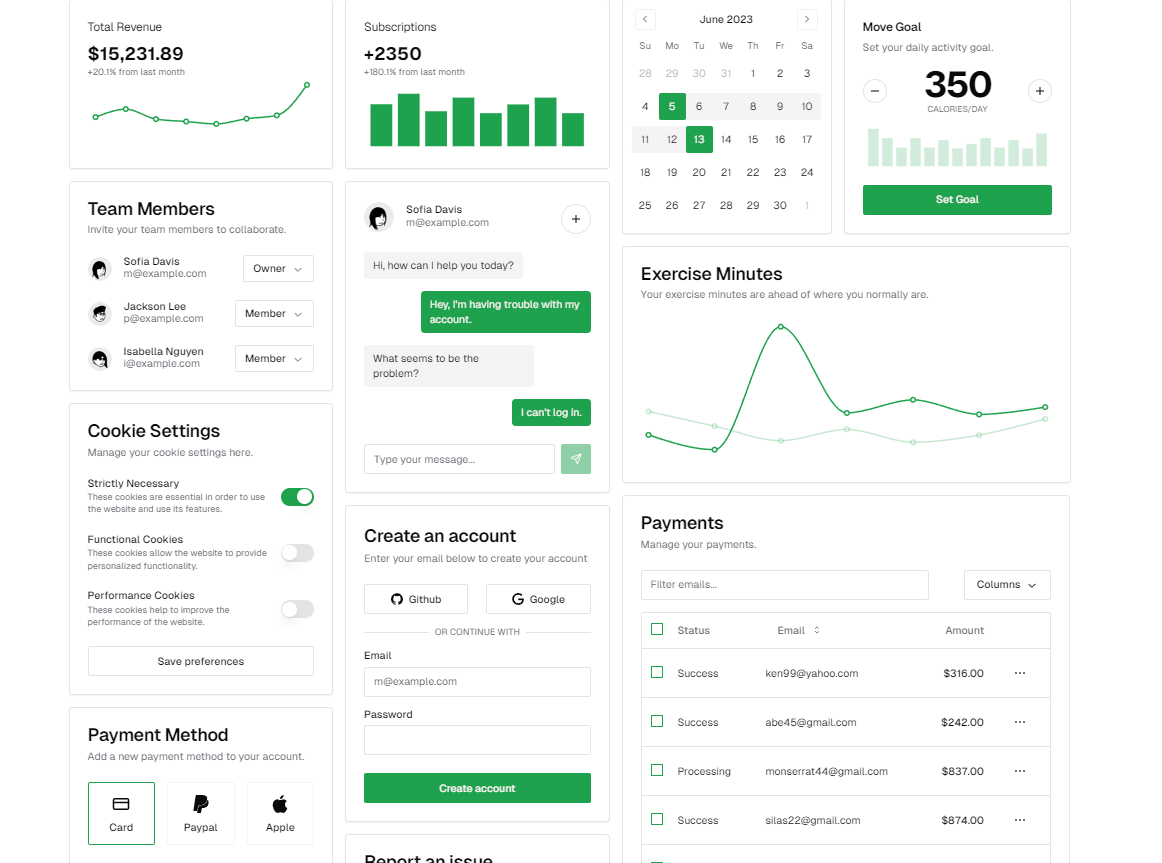 Total Revenue
$15,231.89
+20.1% from last month
Subscriptions
+2350
+180.1% from last month
June 2023
Su Mo Tu We Th Fr Sa
28 29 30 31 1 2 3
4 5 6 7 8 9 10
11 12 13 14 15 16 17
18 19 20 21 22 23 24
25 26 27 28 29 30 1
Move Goal
Set your daily activity goal.
350
CALORIES/DAY
Set Goal
Team Members
Invite your team members to collaborate.
Sofia Davis
m@example.com
Owner
Jackson Lee
p@example.com
Member
Isabella Nguyen
i@example.com
Member
Sofia Davis
m@example.com
Hi, how can I help you today?
Hey, I'm having trouble with my
account.
What seems to be the
problem?
I can't log in.
Type your message...
Exercise Minutes
Your exercise minutes are ahead of where you normally are.
Cookie Settings
Manage your cookie settings here.
Strictly Necessary
These cookies are essential in order to use
the website and use its features.
Functional Cookies
These cookies allow the website to provide
personalized functionality.
Performance Cookies
These cookies help to improve the
performance of the website.
Save preferences
Create an account
Enter your email below to create your account
Github
Google
OR CONTINUE WITH
Email
m@example.com
Password
Create account
Payments
Manage your payments.
Filter emails...
Columns
Status Email Amount
Success ken99@yahoo.com $316.00
Success abe45@gmail.com $242.00
Processing monserrat44@gmail.com $837.00
Success silas22@gmail.com $874.00
Payment Method
Add a new payment method to your account.
Card
Paypal
Apple
Report an issue